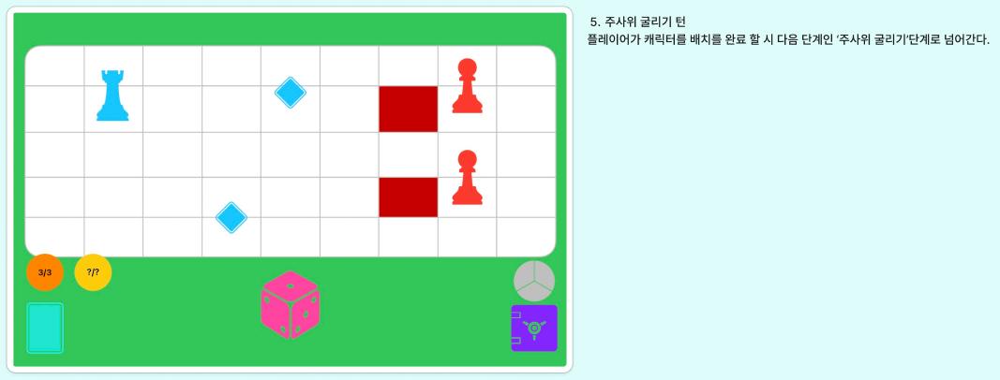 5. 주사위 굴리기 턴
플레이어가 캐릭터를 배치를 완료 할 시 다음 단계인 ‘주사위 굴리기’단계로 넘어간다.
3/3 ?/?